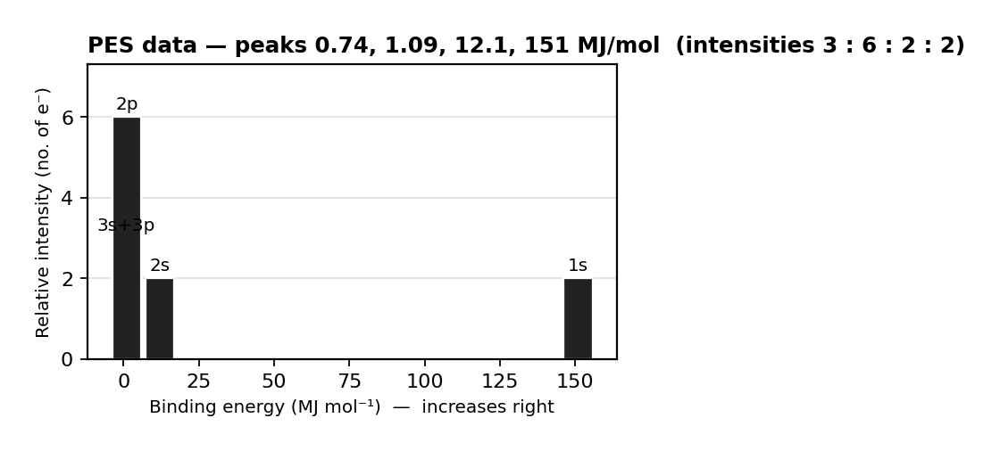 PES data — peaks 0.74, 1.09, 12.1, 151 MJ/mol  (intensities 3 : 6 : 2 : 2)
Relative intensity (no. of e⁻)
6
4
2
0
2p
3s+3p
2s
1s
0 25 50 75 100 125 150
Binding energy (MJ mol⁻¹)  —  increases right